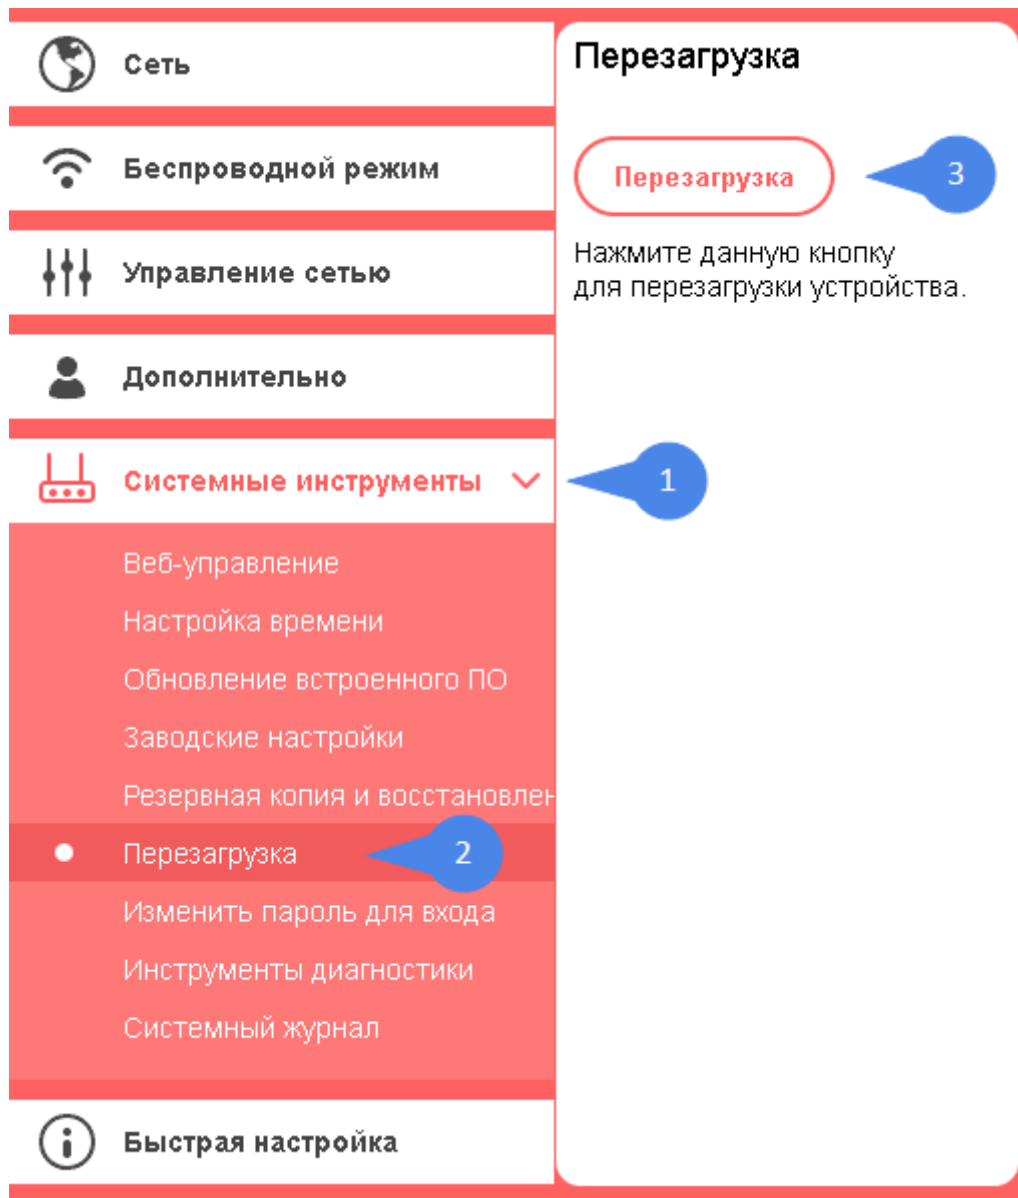 Сеть
Беспроводной режим
Управление сетью
Дополнительно
Системные инструменты
1
Веб-управление
Настройка времени
Обновление встроенного ПО
Заводские настройки
Резервная копия и восстановлен
Перезагрузка
2
Изменить пароль для входа
Инструменты диагностики
Системный журнал
Быстрая настройка
Перезагрузка
Перезагрузка
3
Нажмите данную кнопку
для перезагрузки устройства.